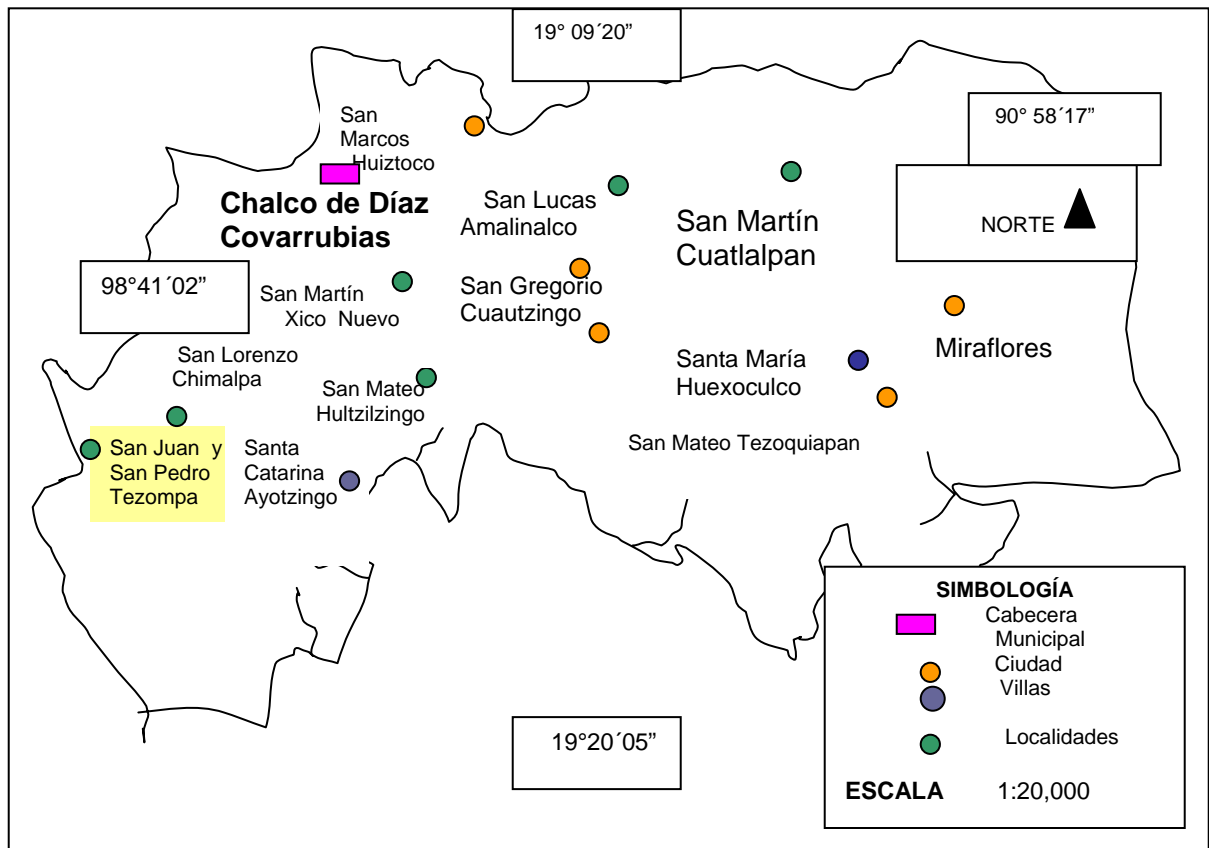 19° 09´20”
90° 58´17”
San
Marcos
Huiztoco
NORTE
Chalco de Díaz
Covarrubias
San Lucas
Amalinalco
San Martín
Cuatlalpan
98°41´02”
San Martín
Xico Nuevo
San Gregorio
Cuautzingo
Miraflores
San Lorenzo
Chimalpa
San Mateo
Hultzilzingo
Santa María
Huexoculco
San Juan y
San Pedro
Tezompa
Santa
Catarina
Ayotzingo
San Mateo Tezoquiapan
19°20´05”
SIMBOLOGÍA
Cabecera
Municipal
Ciudad
Villas
Localidades
ESCALA 1:20,000